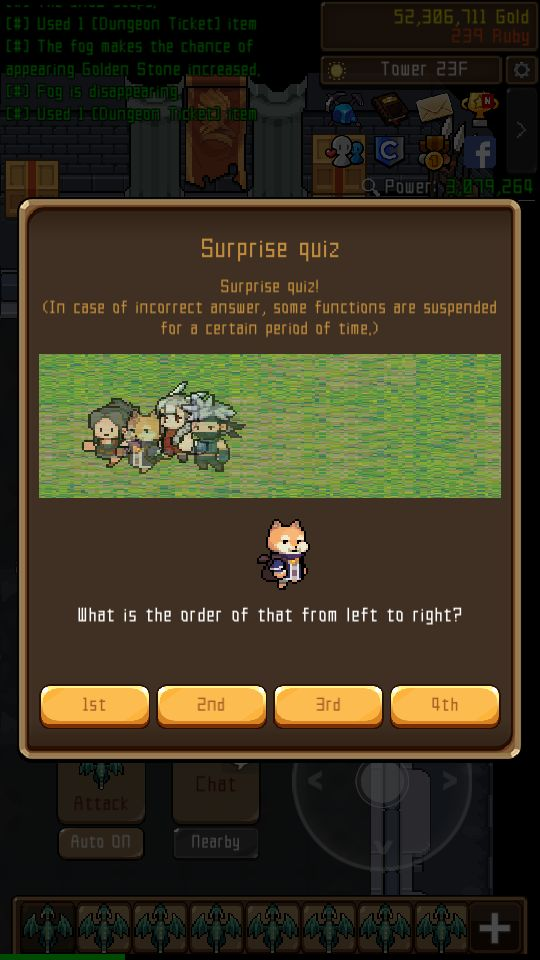 [#] Used 1 [Dungeon Ticket] item
[#] The fog makes the chance of
appearing Golden Stone increased.
[#] Fog is disappearing
[#] Used 1 [Dungeon Ticket] item
52,306,711 Gold
239 Ruby
Tower 23F
N
C
f
Power: 3,079,264
Surprise quiz
Surprise quiz!
(In case of incorrect answer, some functions are suspended
for a certain period of time.)
What is the order of that from left to right?
1st
2nd
3rd
4th
Attack
Chat
Auto ON
Nearby